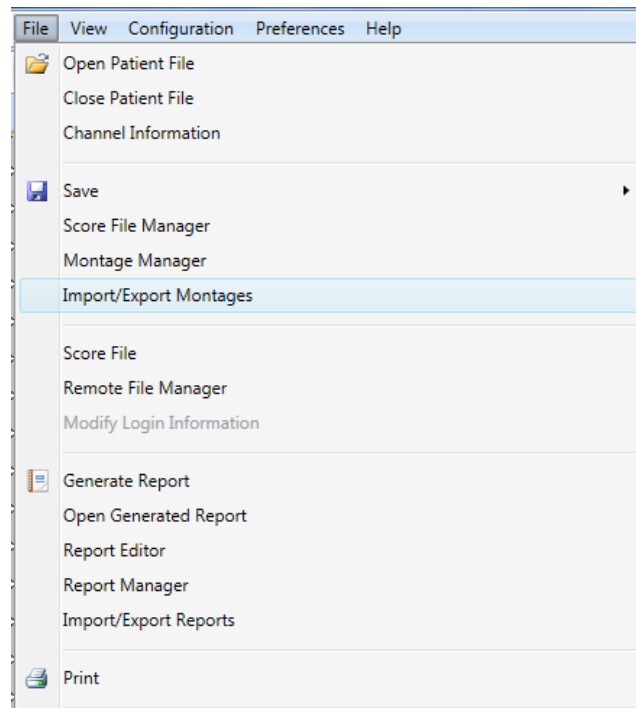 File View Configuration Preferences Help
Open Patient File
Close Patient File
Channel Information
Save
Score File Manager
Montage Manager
Import/Export Montages
Score File
Remote File Manager
Modify Login Information
Generate Report
Open Generated Report
Report Editor
Report Manager
Import/Export Reports
Print